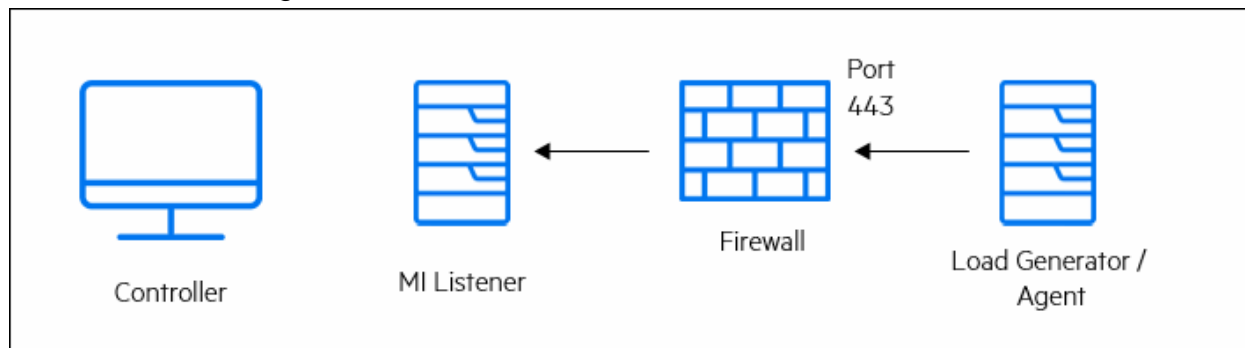 Port
443
Firewall
Load Generator /
Agent
MI Listener
Controller